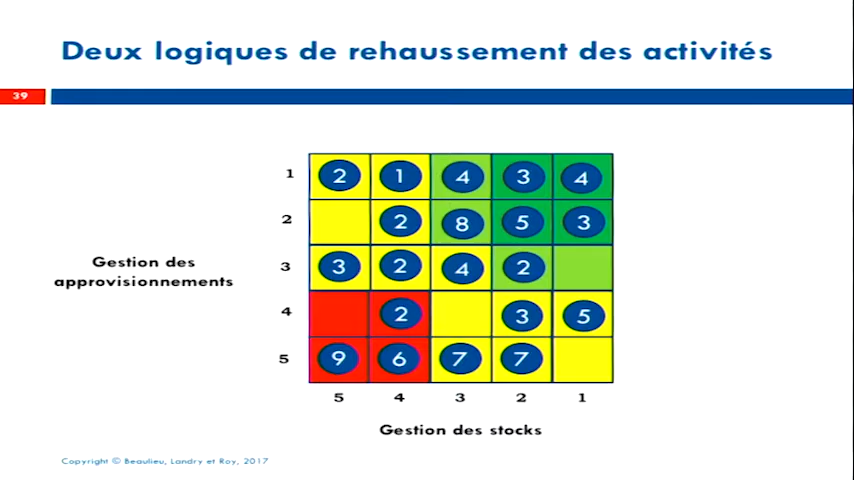 Deux logiques de rehaussement des activités
39
1 2 1 4 3 4
2 2 8 5 3
3 3 2 4 2
Gestion des
approvisionnements
4 2 3 5
5 9 6 7 7
5 4 3 2 1
Gestion des stocks
Copyright © Beaulieu, Landry et Roy, 2017